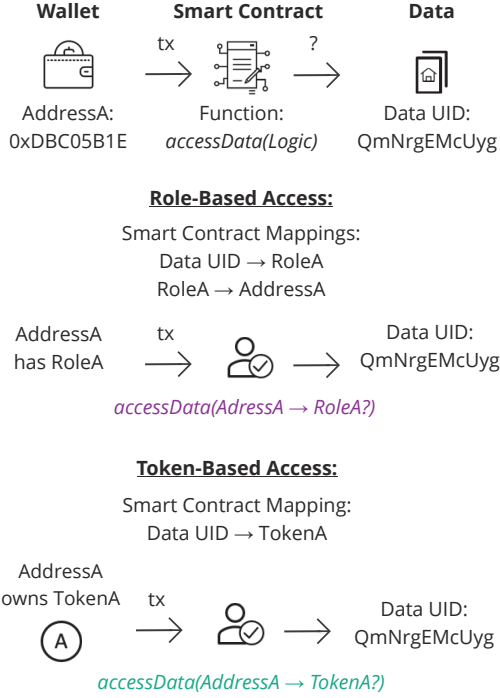 Wallet Smart Contract Data
tx ?
AddressA: Function: Data UID:
0xDBC05B1E accessData(Logic) QmNrgEMcUyg
Role-Based Access:
Smart Contract Mappings:
Data UID → RoleA
RoleA → AddressA
AddressA tx Data UID:
has RoleA QmNrgEMcUyg
accessData(AdressA → RoleA?)
Token-Based Access:
Smart Contract Mapping:
Data UID → TokenA
AddressA
owns TokenA tx Data UID:
A QmNrgEMcUyg
accessData(AddressA → TokenA?)